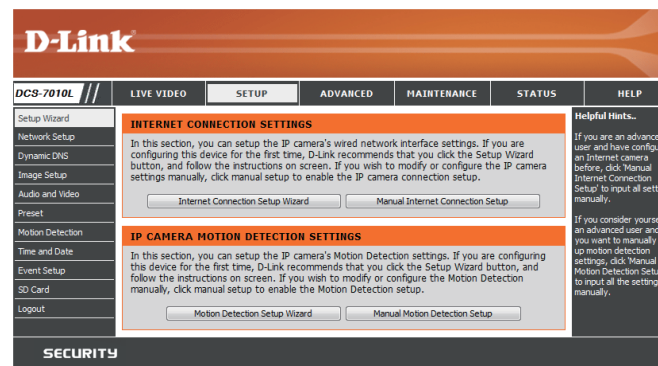 D-Link
DCS-7010L
LIVE VIDEO
SETUP
ADVANCED
MAINTENANCE
STATUS
HELP
Setup Wizard
Network Setup
Dynamic DNS
Image Setup
Audio and Video
Preset
Motion Detection
Time and Date
Event Setup
SD Card
Logout
INTERNET CONNECTION SETTINGS
In this section, you can setup the IP camera's wired network interface settings. If you are
configuring this device for the first time, D-Link recommends that you click the Setup Wizard
button, and follow the instructions on screen. If you wish to modify or configure the IP camera
settings manually, click manual setup to enable the IP camera connection setup.
Internet Connection Setup Wizard
Manual Internet Connection Setup
IP CAMERA MOTION DETECTION SETTINGS
In this section, you can setup the IP camera's Motion Detection settings. If you are configuring
this device for the first time, D-Link recommends that you click the Setup Wizard button, and
follow the instructions on screen. If you wish to modify or configure the Motion Detection
manually, click manual setup to enable the Motion Detection setup.
Motion Detection Setup Wizard
Manual Motion Detection Setup
Helpful Hints..
If you are an advance
user and have configu
an Internet camera
before, click 'Manual
Internet Connection
Setup' to input all sett
manually.
If you consider yourse
an advanced user and
you want to manually
up motion detection
settings, click 'Manual
Motion Detection Setu
to input all the setting
manually.
SECURITY